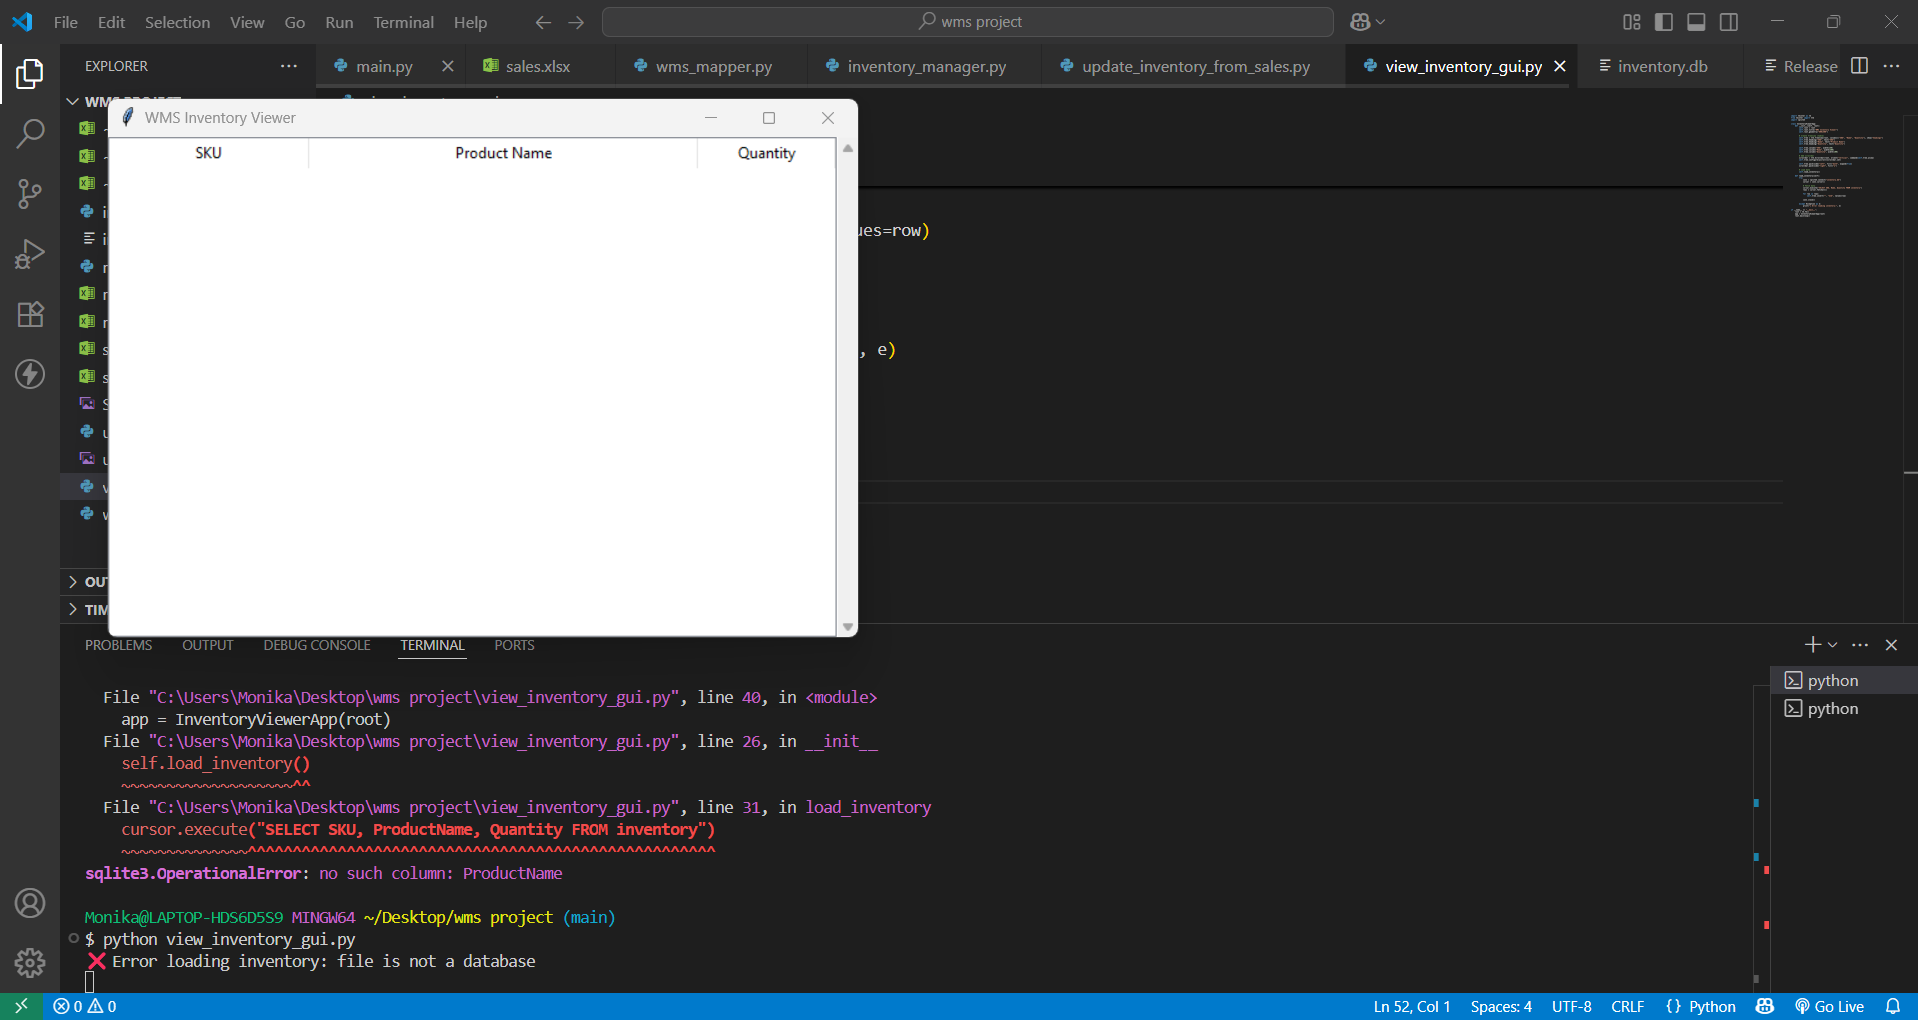 File Edit Selection View Go Run Terminal Help
wms project
EXPLORER
main.py
sales.xlsx
wms_mapper.py
inventory_manager.py
update_inventory_from_sales.py
view_inventory_gui.py
inventory.db
Release
WMS Inventory Viewer
SKU Product Name Quantity
ues=row)
, e)
PROBLEMS OUTPUT DEBUG CONSOLE TERMINAL PORTS
python
python
File "C:\Users\Monika\Desktop\wms project\view_inventory_gui.py", line 40, in <module>
app = InventoryViewerApp(root)
File "C:\Users\Monika\Desktop\wms project\view_inventory_gui.py", line 26, in __init__
self.load_inventory()
~~~~~~~~~~~~~~~~~~~^^
File "C:\Users\Monika\Desktop\wms project\view_inventory_gui.py", line 31, in load_inventory
cursor.execute("SELECT SKU, ProductName, Quantity FROM inventory")
~~~~~~~~~~~~~~^^^^^^^^^^^^^^^^^^^^^^^^^^^^^^^^^^^^^^^^^^^^^^^^^^^^
sqlite3.OperationalError: no such column: ProductName
Monika@LAPTOP-HDS6D5S9 MINGW64 ~/Desktop/wms project (main)
$ python view_inventory_gui.py
❌ Error loading inventory: file is not a database
0 0
Ln 52, Col 1 Spaces: 4 UTF-8 CRLF {} Python Go Live